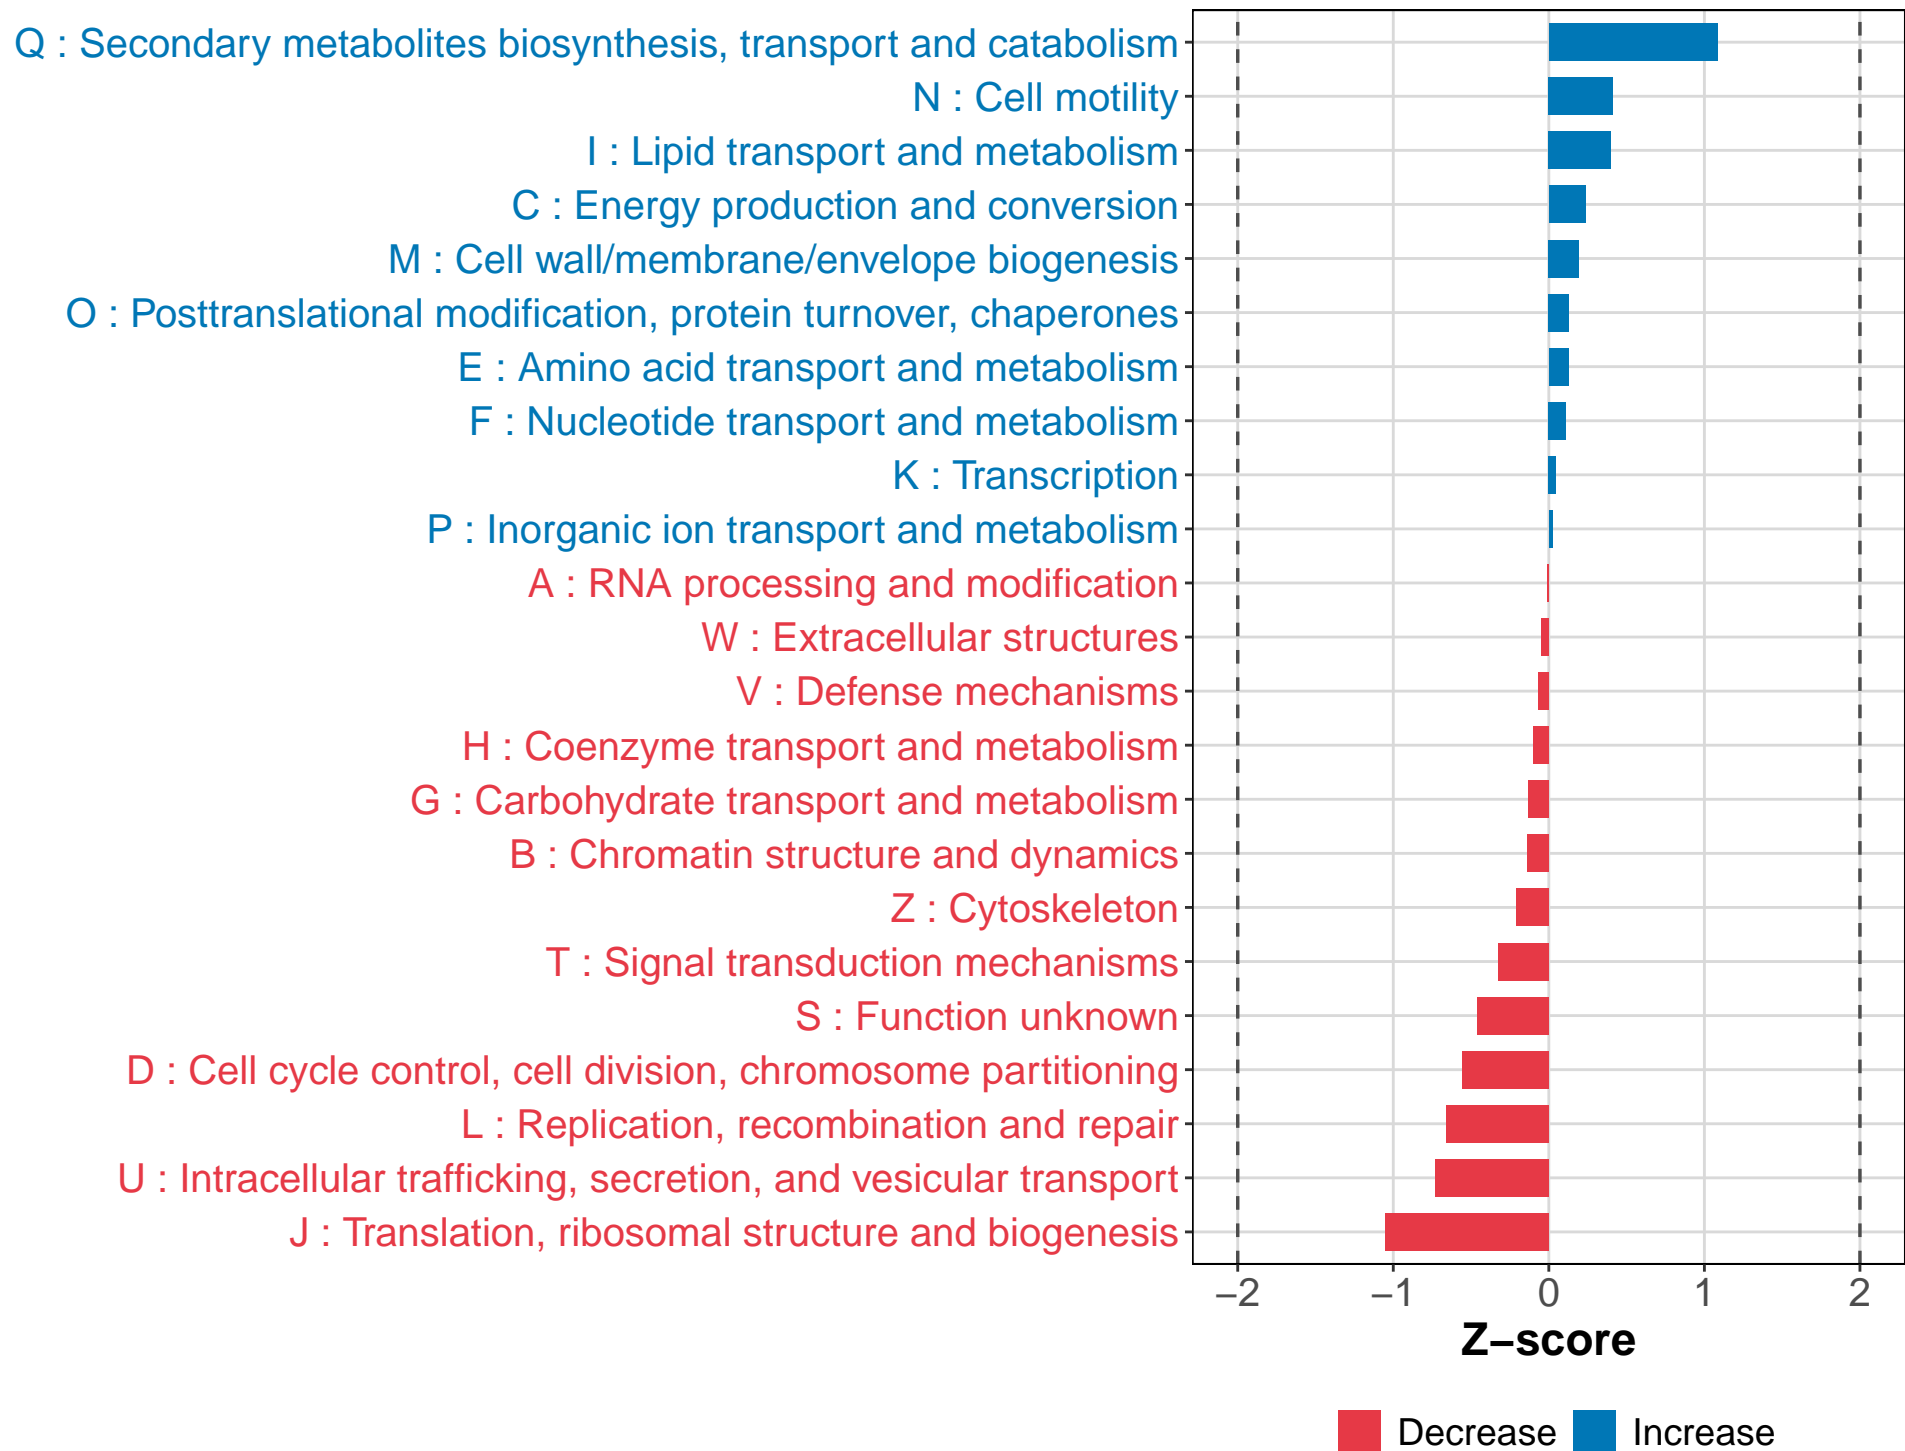 Q : Secondary metabolites biosynthesis, transport and catabolism
N : Cell motility
I : Lipid transport and metabolism
C : Energy production and conversion
M : Cell wall/membrane/envelope biogenesis
O : Posttranslational modification, protein turnover, chaperones
E : Amino acid transport and metabolism
F : Nucleotide transport and metabolism
K : Transcription
P : Inorganic ion transport and metabolism
A : RNA processing and modification
W : Extracellular structures
V : Defense mechanisms
H : Coenzyme transport and metabolism
G : Carbohydrate transport and metabolism
B : Chromatin structure and dynamics
Z : Cytoskeleton
T : Signal transduction mechanisms
S : Function unknown
D : Cell cycle control, cell division, chromosome partitioning
L : Replication, recombination and repair
U : Intracellular trafficking, secretion, and vesicular transport
J : Translation, ribosomal structure and biogenesis
−2 −1 0 1 2
Z−score
Decrease Increase